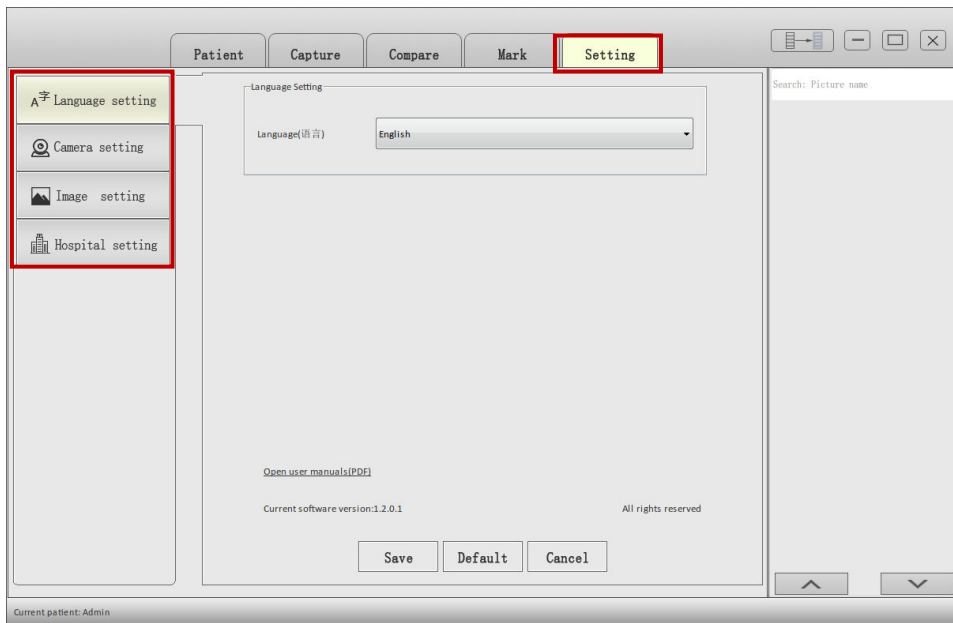 Patient
Capture
Compare
Mark
Setting
A字 Language setting
Camera setting
Image setting
Hospital setting
Language Setting
Language(语言)
English
Open user manuals(PDF)
Current software version:1.2.0.1
All rights reserved
Save
Default
Cancel
Search: Picture name
Current patient: Admin